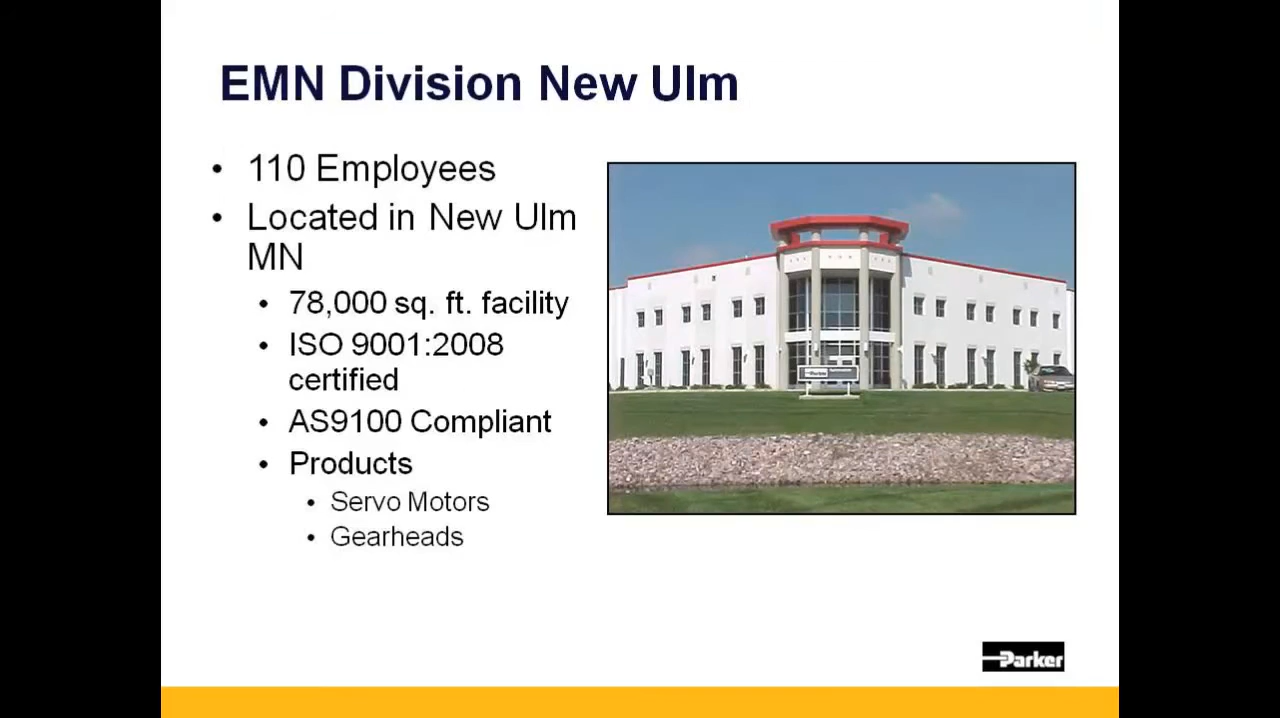 EMN Division New Ulm
• 110 Employees
• Located in New Ulm
MN
• 78,000 sq. ft. facility
• ISO 9001:2008
certified
• AS9100 Compliant
• Products
• Servo Motors
• Gearheads
Parker
Parker